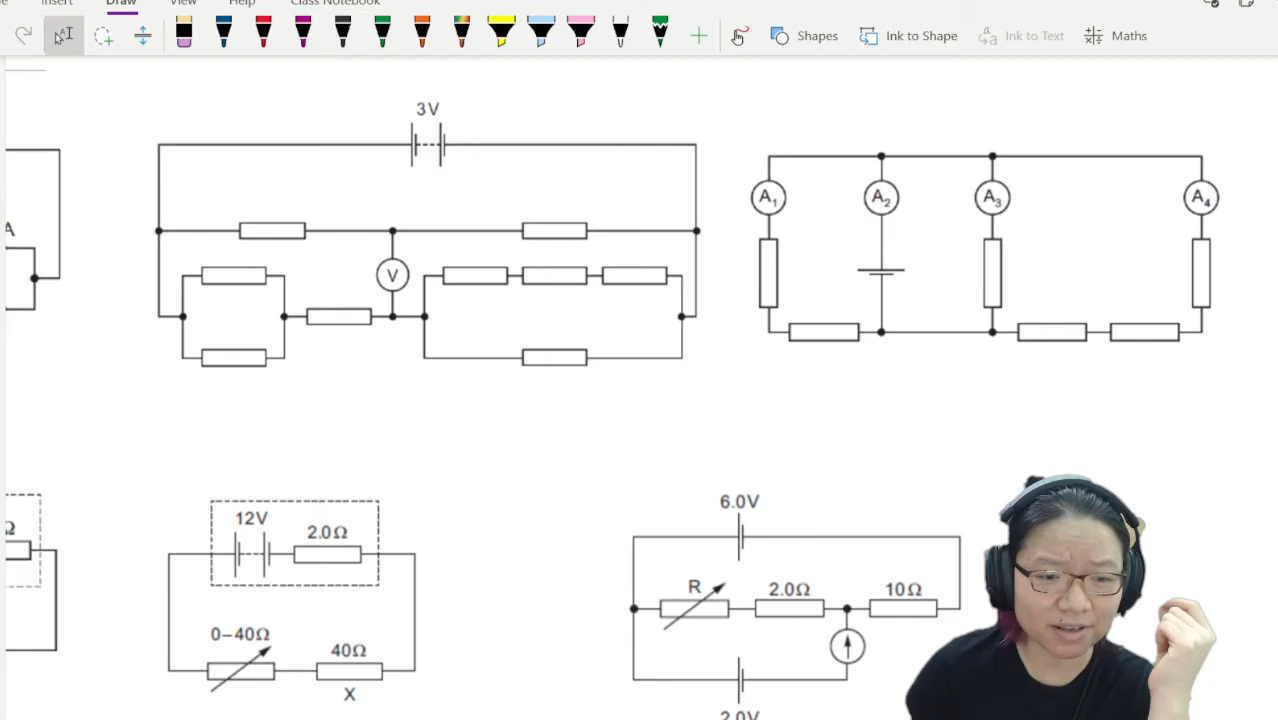 Insert Draw View Help Class Notebook
Shapes Ink to Shape Ink to Text Maths
3V
A
V
A₁ A₂ A₃ A₄
12V
2.0Ω
0–40Ω
40Ω
X
Ω
6.0V
R 2.0Ω 10Ω
2.0V